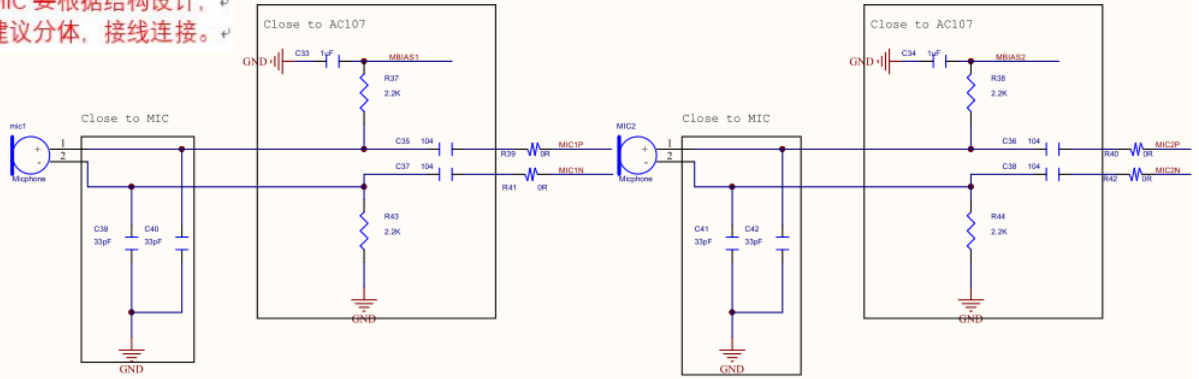 MIC 要根据结构设计，
建议分体，接线连接。
Close to AC107
C33 1uF MBIAS1
GND
R37
2.2K
Close to MIC
mic1
1
2
+
-
Micphone
C35 104
R39 0R MIC1P
C37 104
R41 0R MIC1N
C39 C40
33pF 33pF
R43
2.2K
GND
GND
Close to AC107
C34 1uF MBIAS2
GND
R38
2.2K
Close to MIC
MIC2
1
2
+
-
Micphone
C36 104
R40 0R MIC2P
C38 104
R42 0R MIC2N
C41 C42
33pF 33pF
R44
2.2K
GND
GND